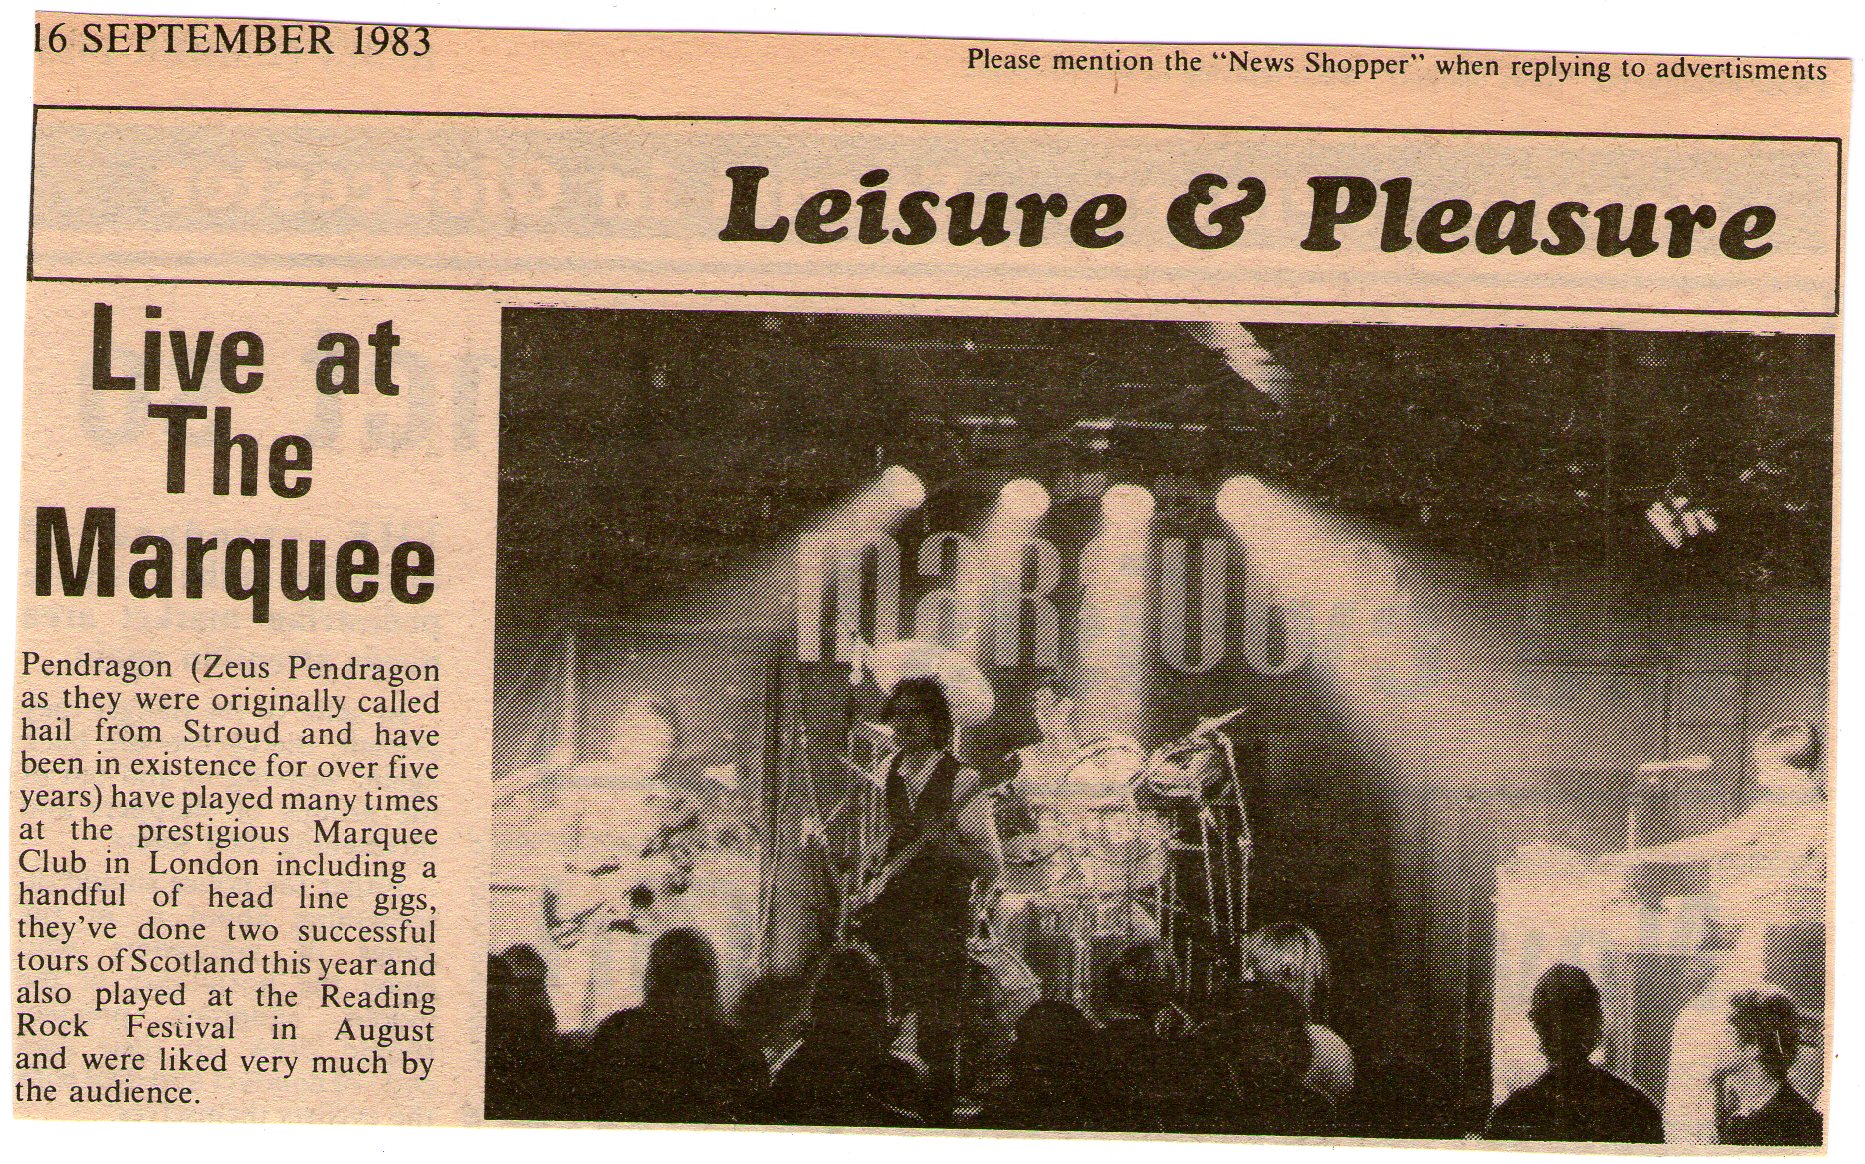 16 SEPTEMBER 1983
Please mention the "News Shopper" when replying to advertisments
Leisure & Pleasure
Live at
The
Marquee
Pendragon (Zeus Pendragon
as they were originally called
hail from Stroud and have
been in existence for over five
years) have played many times
at the prestigious Marquee
Club in London including a
handful of head line gigs,
they've done two successful
tours of Scotland this year and
also played at the Reading
Rock Festival in August
and were liked very much by
the audience.